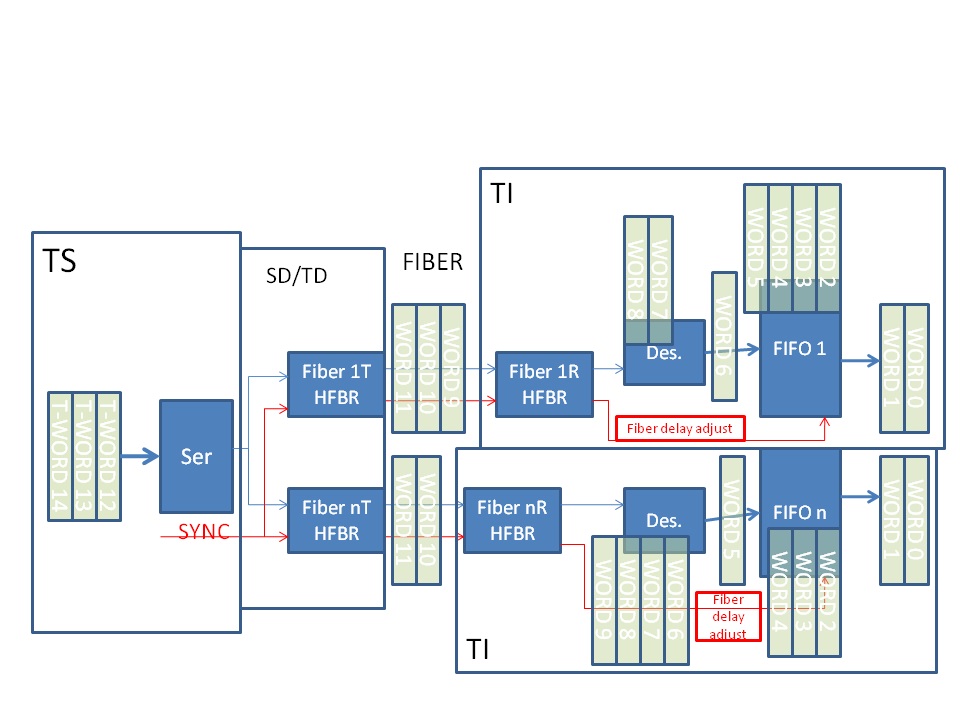 TI
TS
SD/TD
FIBER
T-WORD 14
T-WORD 13
T-WORD 12
Ser
SYNC
Fiber 1T
HFBR
WORD 11
WORD 10
WORD 9
Fiber 1R
HFBR
WORD 8
WORD 7
Des.
WORD 6
WORD 5
WORD 4
WORD 3
WORD 2
FIFO 1
WORD 1
WORD 0
Fiber delay adjust
Fiber nT
HFBR
WORD 11
WORD 10
Fiber nR
HFBR
Des.
WORD 9
WORD 8
WORD 7
WORD 6
WORD 5
FIFO n
WORD 4
WORD 3
WORD 2
WORD 1
WORD 0
Fiber
delay
adjust
TI